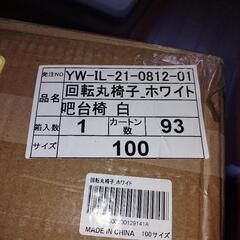 発注NO YW-IL-21-0812-01
品名 回転丸椅子_ホワイト
吧台椅 白
箱入数 1 カートン数 93
サイズ 100
回転丸椅子_ホワイト
MADE IN CHINA 100サイズ